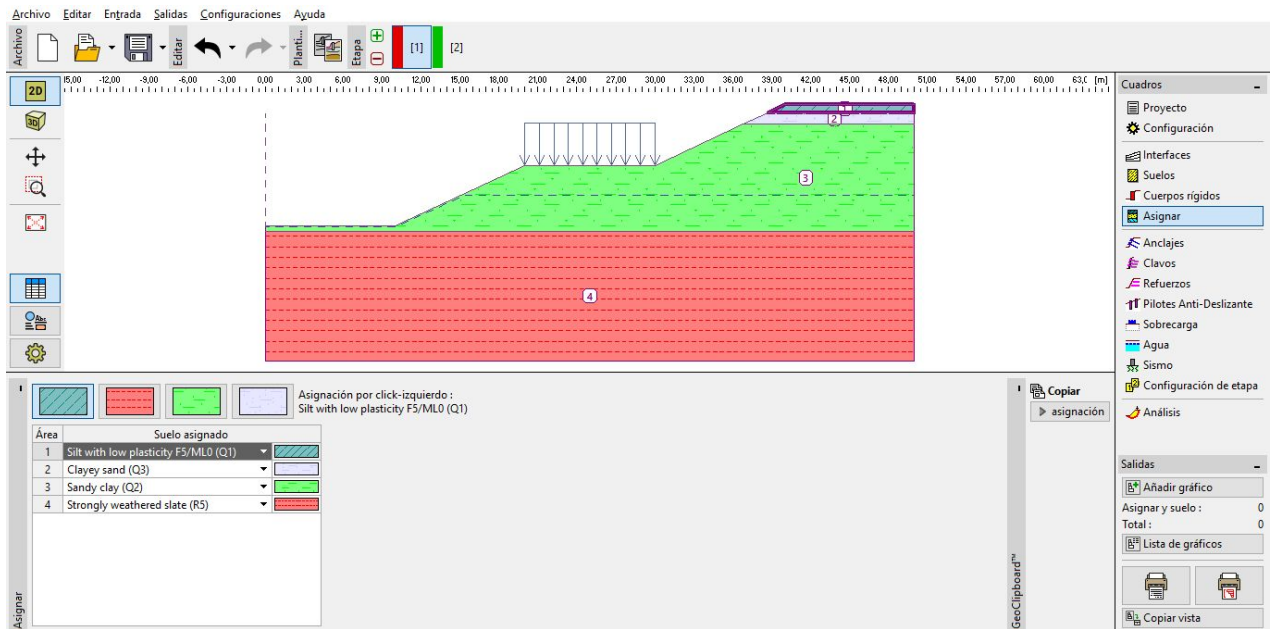 Archivo Editar Entrada Salidas Configuraciones Ayuda
Archivo
Editar
Planti...
Etapa
[1] [2]
2D
15,00 -12,00 -9,00 -6,00 -3,00 0,00 3,00 6,00 9,00 12,00 15,00 18,00 21,00 24,00 27,00 30,00 33,00 36,00 39,00 42,00 45,00 48,00 51,00 54,00 57,00 60,00 63,( [m]
3D
Abc
1
2
3
4
Cuadros
Proyecto
Configuración
Interfaces
Suelos
Cuerpos rígidos
Asignar
Anclajes
Clavos
Refuerzos
Pilotes Anti-Deslizante
Sobrecarga
Agua
Sismo
Configuración de etapa
Análisis
Asignación por click-izquierdo :
Silt with low plasticity F5/ML0 (Q1)
Área Suelo asignado
1 Silt with low plasticity F5/ML0 (Q1)
2 Clayey sand (Q3)
3 Sandy clay (Q2)
4 Strongly weathered slate (R5)
Asignar
GeoClipboard™
Copiar
asignación
Salidas
Añadir gráfico
Asignar y suelo : 0
Total : 0
Lista de gráficos
Copiar vista